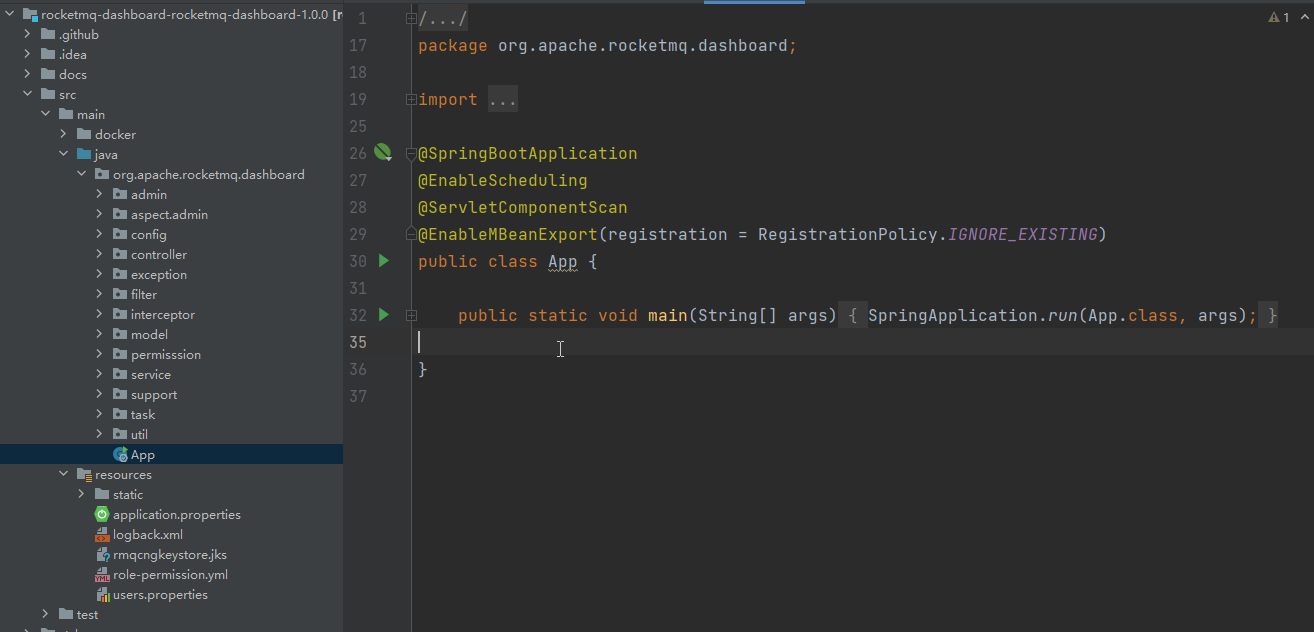 rocketmq-dashboard-rocketmq-dashboard-1.0.0 [r
.github
.idea
docs
src
main
docker
java
org.apache.rocketmq.dashboard
admin
aspect.admin
config
controller
exception
filter
interceptor
model
permisssion
service
support
task
util
App
resources
static
application.properties
logback.xml
rmqcngkeystore.jks
role-permission.yml
users.properties
test
1 /.../
17 package org.apache.rocketmq.dashboard;
18
19 import ...
25
26 @SpringBootApplication
27 @EnableScheduling
28 @ServletComponentScan
29 @EnableMBeanExport(registration = RegistrationPolicy.IGNORE_EXISTING)
30 public class App {
31
32 public static void main(String[] args) { SpringApplication.run(App.class, args); }
35
36 }
37
1